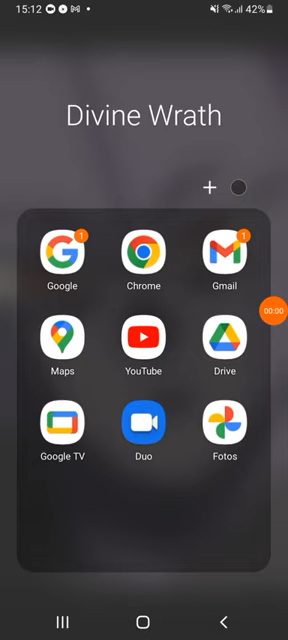 15:12
42%
Divine Wrath
1
1
Google
Chrome
Gmail
00:00
Maps
YouTube
Drive
Google TV
Duo
Fotos